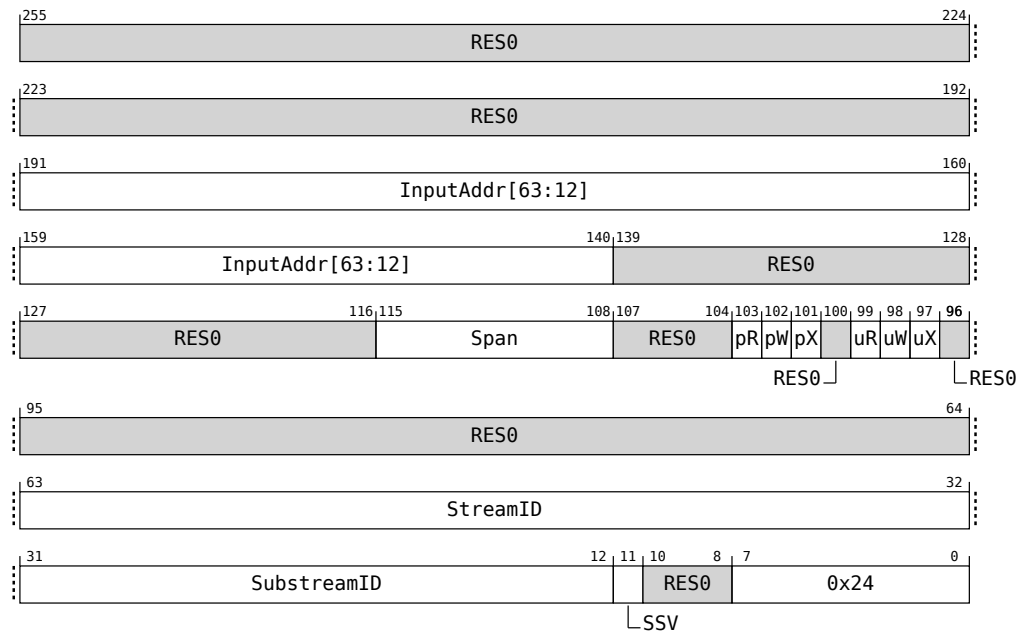 255 224
RES0
223 192
RES0
191 160
InputAddr[63:12]
159 140 139 128
InputAddr[63:12] RES0
127 116 115 108 107 104 103 102 101 100 99 98 97 96
RES0 Span RES0 pR pW pX uR uW uX
RES0 RES0
95 64
RES0
63 32
StreamID
31 12 11 10 8 7 0
SubstreamID RES0 0x24
SSV